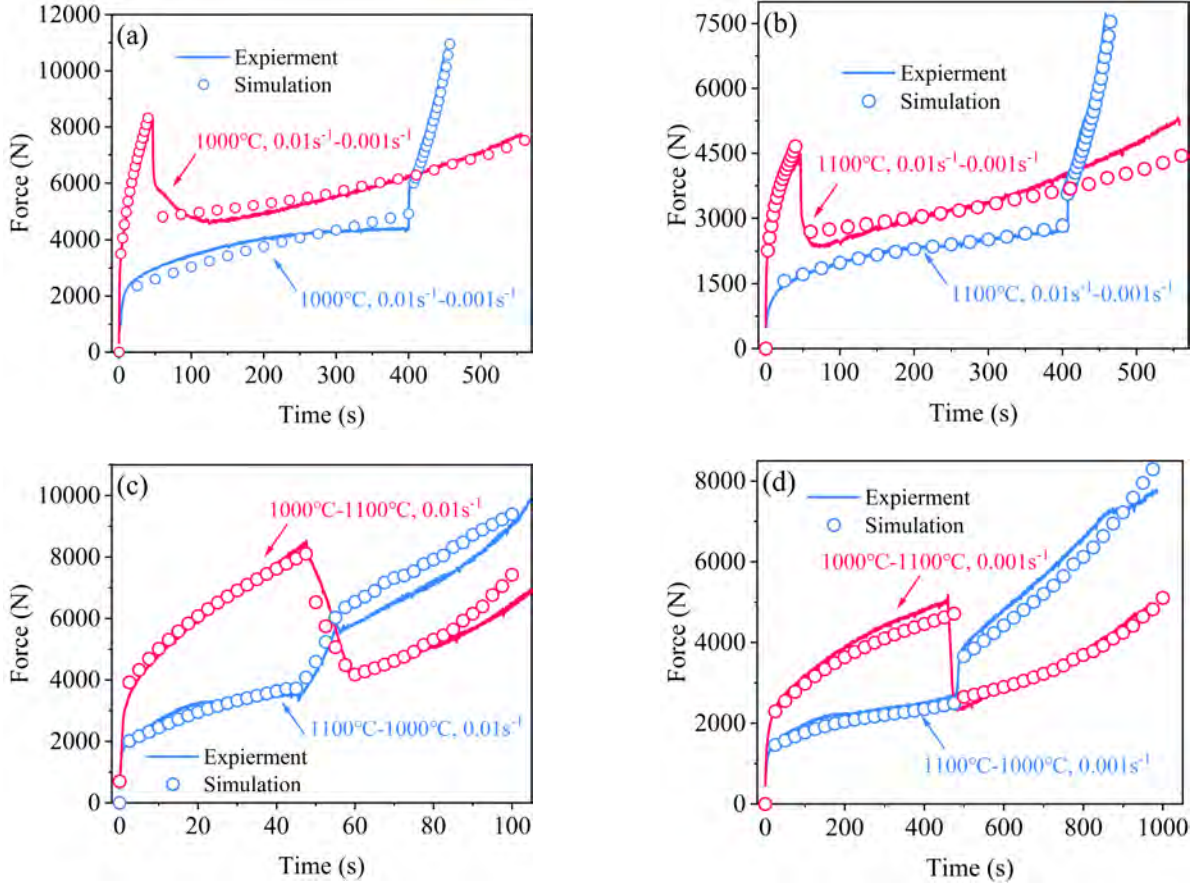 (a)
12000
10000
8000
6000
4000
2000
0
Force (N)
Expierment
Simulation
1000°C, 0.01s⁻¹-0.001s⁻¹
1000°C, 0.01s⁻¹-0.001s⁻¹
0 100 200 300 400 500
Time (s)
(b)
7500
6000
4500
3000
1500
0
Force (N)
Expierment
Simulation
1100°C, 0.01s⁻¹-0.001s⁻¹
1100°C, 0.01s⁻¹-0.001s⁻¹
0 100 200 300 400 500
Time (s)
(c)
10000
8000
6000
4000
2000
0
Force (N)
1000°C-1100°C, 0.01s⁻¹
1100°C-1000°C, 0.01s⁻¹
Expierment
Simulation
0 20 40 60 80 100
Time (s)
(d)
8000
6000
4000
2000
0
Force (N)
Expierment
Simulation
1000°C-1100°C, 0.001s⁻¹
1100°C-1000°C, 0.001s⁻¹
0 200 400 600 800 1000
Time (s)